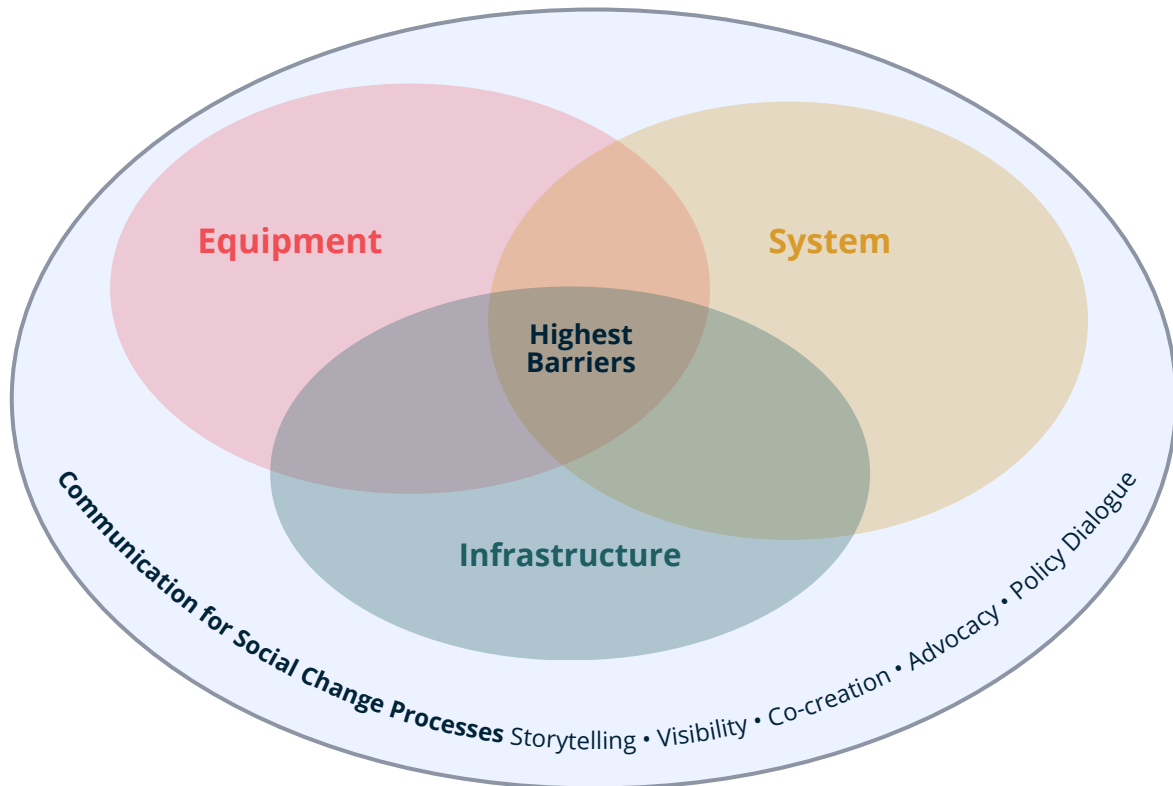 Equipment
System
Highest
Barriers
Infrastructure
Communication for Social Change Processes Storytelling • Visibility • Co-creation • Advocacy • Policy Dialogue